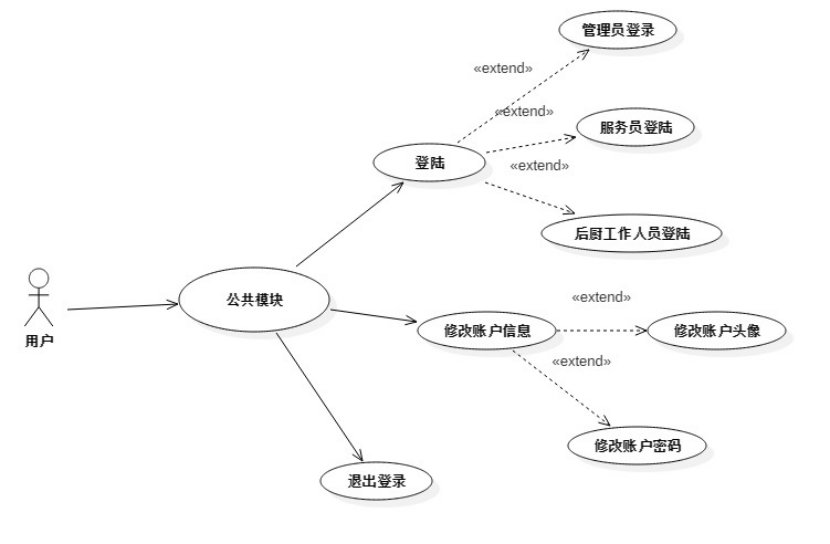 管理员登录
«extend»
«extend»
服务员登陆
登陆
«extend»
后厨工作人员登陆
公共模块
用户
«extend»
修改账户信息
修改账户头像
«extend»
修改账户密码
退出登录